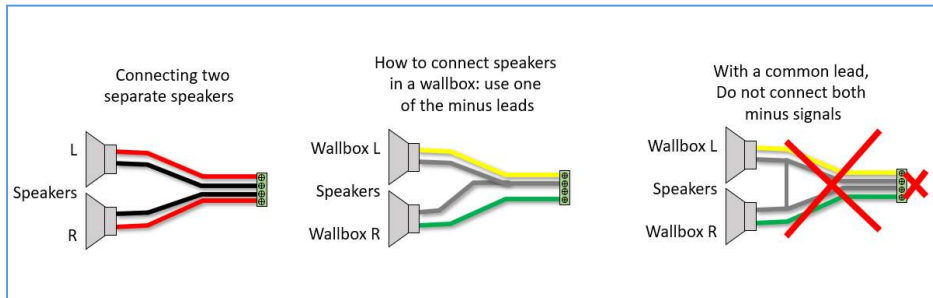 Connecting two
separate speakers
L
Speakers
R
How to connect speakers
in a wallbox: use one
of the minus leads
Wallbox L
Speakers
Wallbox R
With a common lead,
Do not connect both
minus signals
Wallbox L
Speakers
Wallbox R